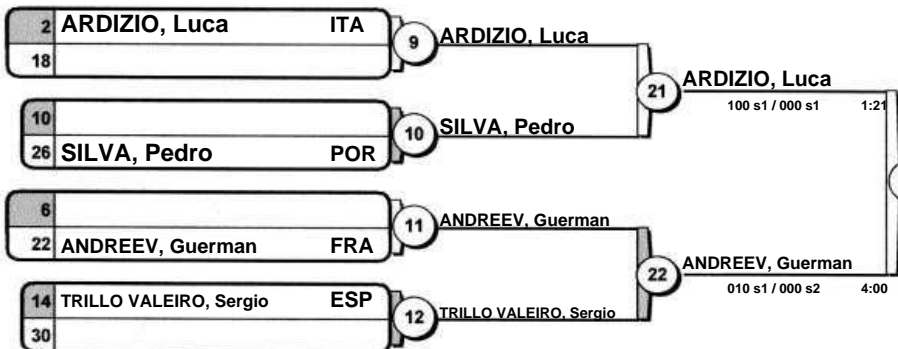 2 ARDIZIO, Luca ITA
18
9 ARDIZIO, Luca
10
26 SILVA, Pedro POR
10 SILVA, Pedro
21 ARDIZIO, Luca
100 s1 / 000 s1 1:21
6
22 ANDREEV, Guerman FRA
11 ANDREEV, Guerman
14 TRILLO VALEIRO, Sergio ESP
30
12 TRILLO VALEIRO, Sergio
22 ANDREEV, Guerman
010 s1 / 000 s2 4:00